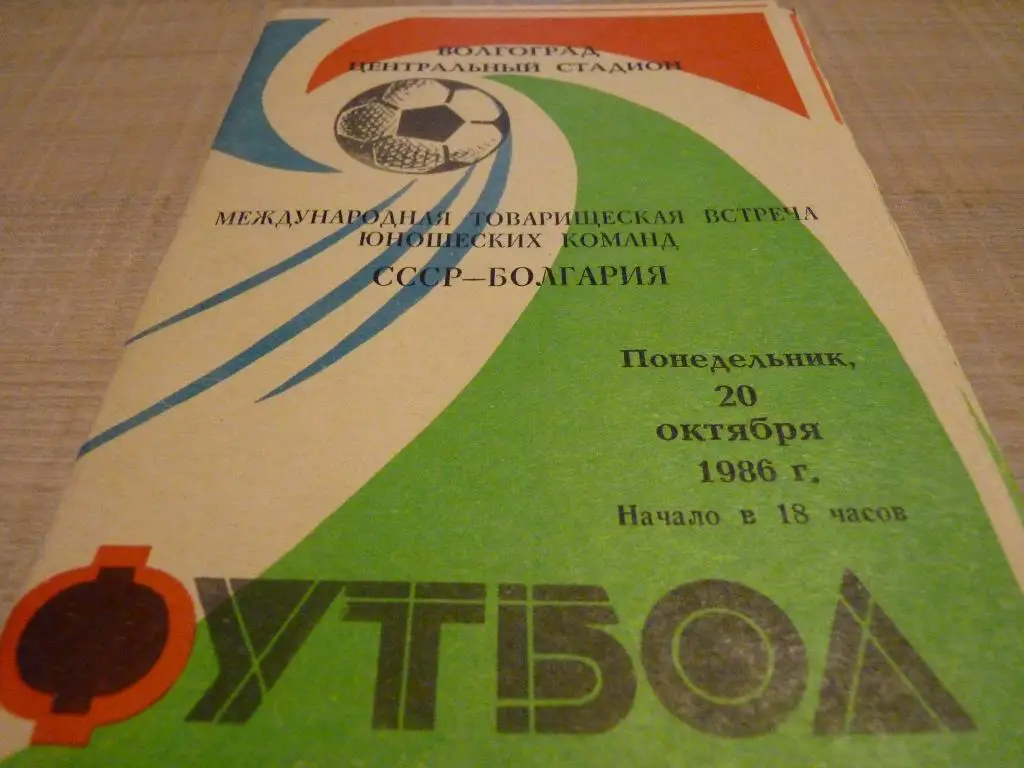 ВОЛГОГРАД
ЦЕНТРАЛЬНЫЙ СТАДИОН
МЕЖДУНАРОДНАЯ ТОВАРИЩЕСКАЯ ВСТРЕЧА
ЮНОШЕСКИХ КОМАНД
СССР—БОЛГАРИЯ
Понедельник,
20
октября
1986 г.
Начало в 18 часов
ФУТБОЛ